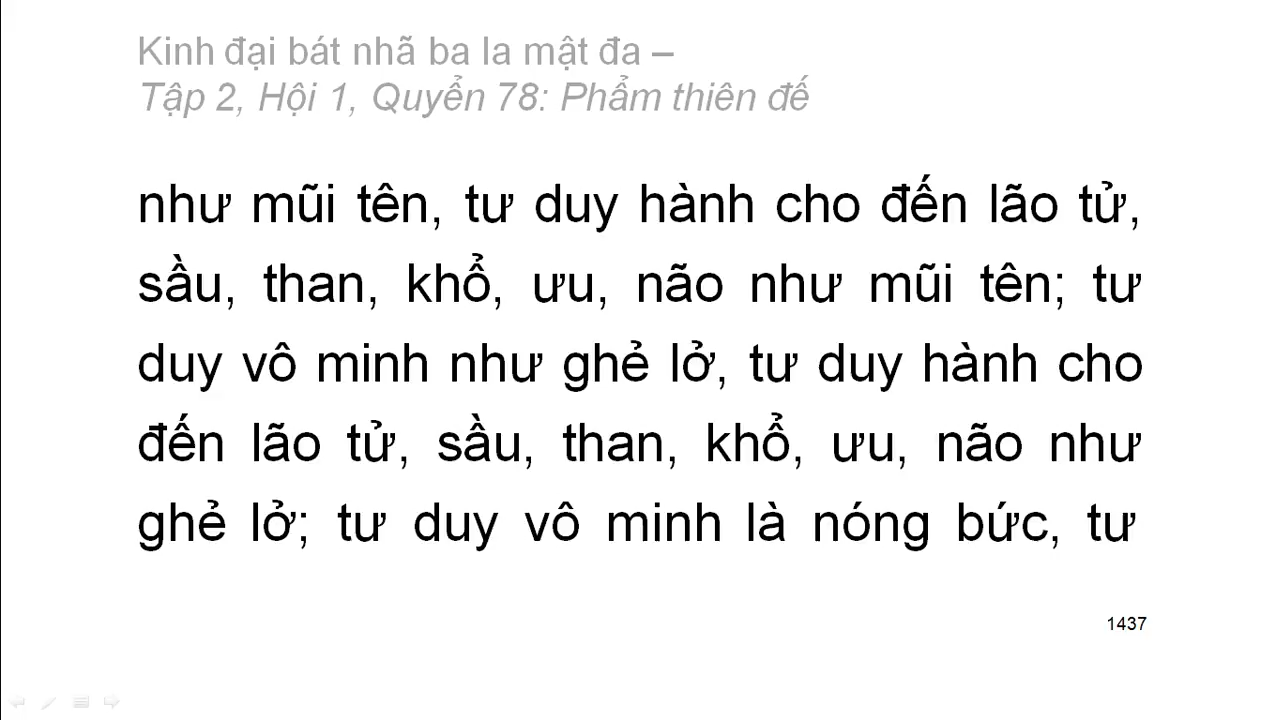 Kinh đại bát nhã ba la mật đa –
Tập 2, Hội 1, Quyển 78: Phẩm thiên đế
như mũi tên, tư duy hành cho đến lão tử,
sầu, than, khổ, ưu, não như mũi tên; tư
duy vô minh như ghẻ lở, tư duy hành cho
đến lão tử, sầu, than, khổ, ưu, não như
ghẻ lở; tư duy vô minh là nóng bức, tư
1437